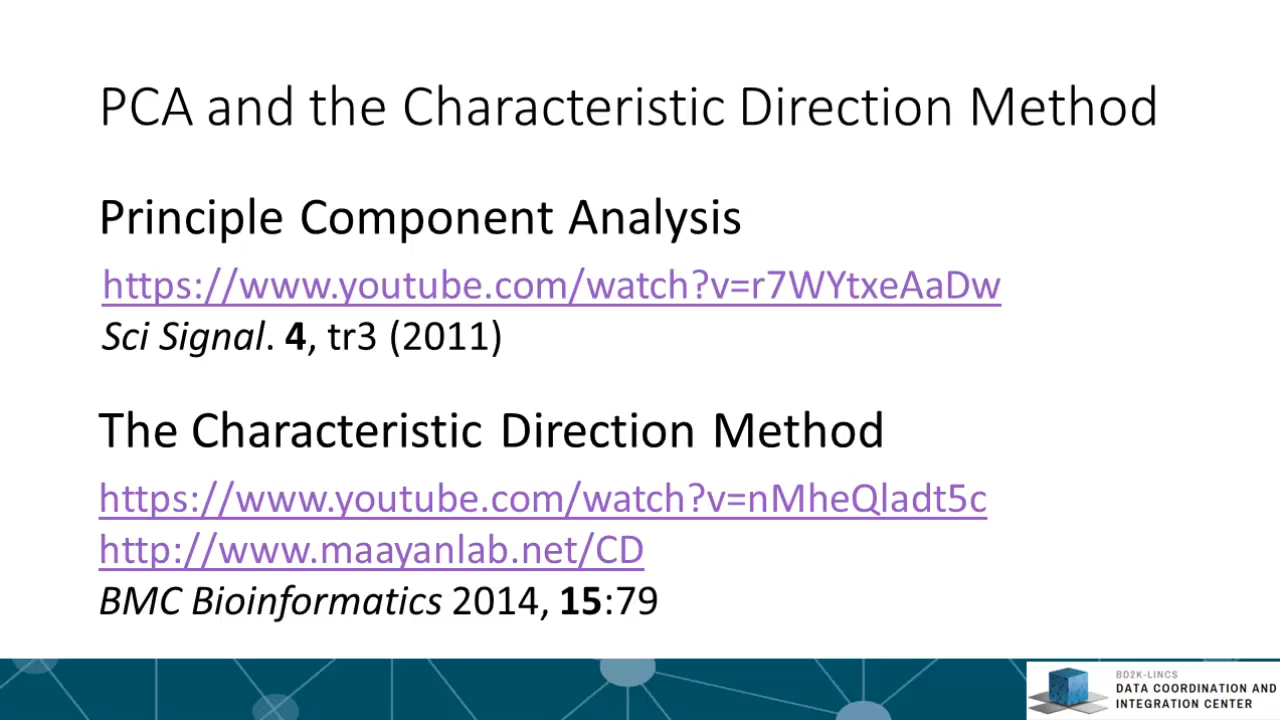 PCA and the Characteristic Direction Method
Principle Component Analysis
https://www.youtube.com/watch?v=r7WYtxeAaDw
Sci Signal. 4, tr3 (2011)
The Characteristic Direction Method
https://www.youtube.com/watch?v=nMheQladt5c
http://www.maayanlab.net/CD
BMC Bioinformatics 2014, 15:79
BD2K-LINCS
DATA COORDINATION AND
INTEGRATION CENTER